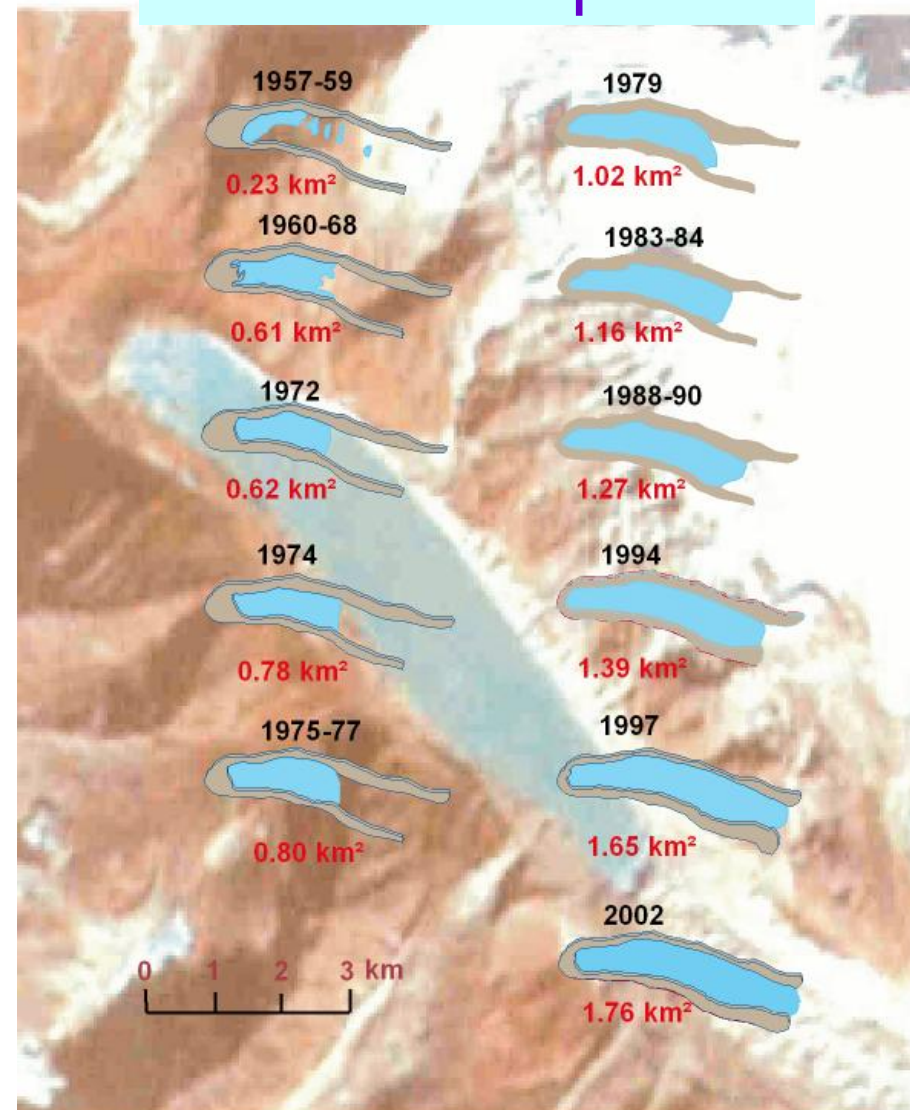 1957-59
0.23 km²
1960-68
0.61 km²
1972
0.62 km²
1974
0.78 km²
1975-77
0.80 km²
0 1 2 3 km
1979
1.02 km²
1983-84
1.16 km²
1988-90
1.27 km²
1994
1.39 km²
1997
1.65 km²
2002
1.76 km²